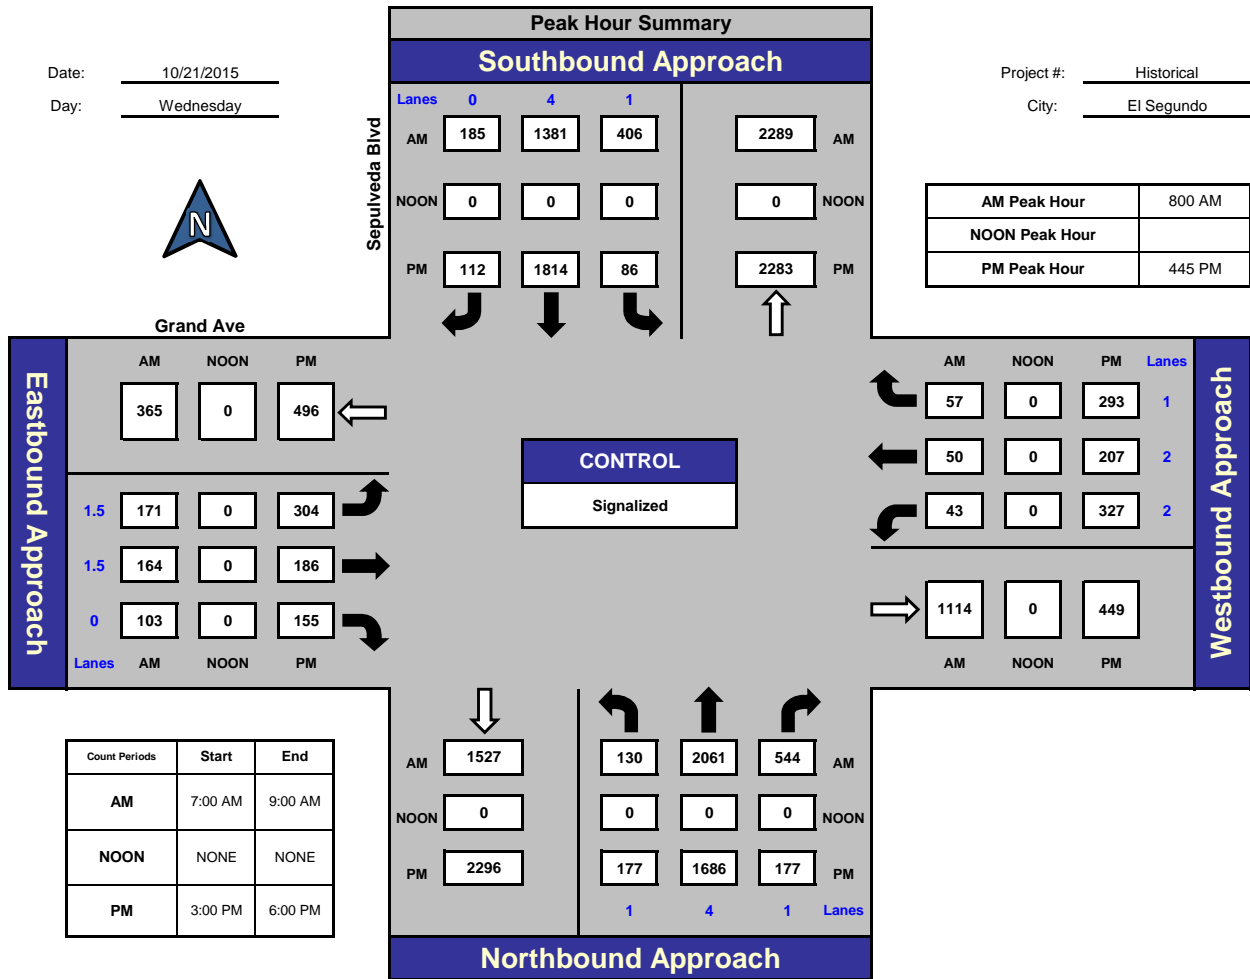 Peak Hour Summary
Southbound Approach
Date: 10/21/2015
Day: Wednesday
Project #: Historical
City: El Segundo
Sepulveda Blvd
Lanes 0 4 1
AM 185 1381 406 2289 AM
NOON 0 0 0 0 NOON
PM 112 1814 86 2283 PM
N
AM Peak Hour 800 AM
NOON Peak Hour
PM Peak Hour 445 PM
Grand Ave
Eastbound Approach
AM NOON PM
365 0 496
1.5 171 0 304
1.5 164 0 186
0 103 0 155
Lanes AM NOON PM
CONTROL
Signalized
Westbound Approach
AM NOON PM Lanes
57 0 293 1
50 0 207 2
43 0 327 2
1114 0 449
AM NOON PM
AM 1527 130 2061 544 AM
NOON 0 0 0 0 NOON
PM 2296 177 1686 177 PM
1 4 1 Lanes
Northbound Approach
Count Periods Start End
AM 7:00 AM 9:00 AM
NOON NONE NONE
PM 3:00 PM 6:00 PM